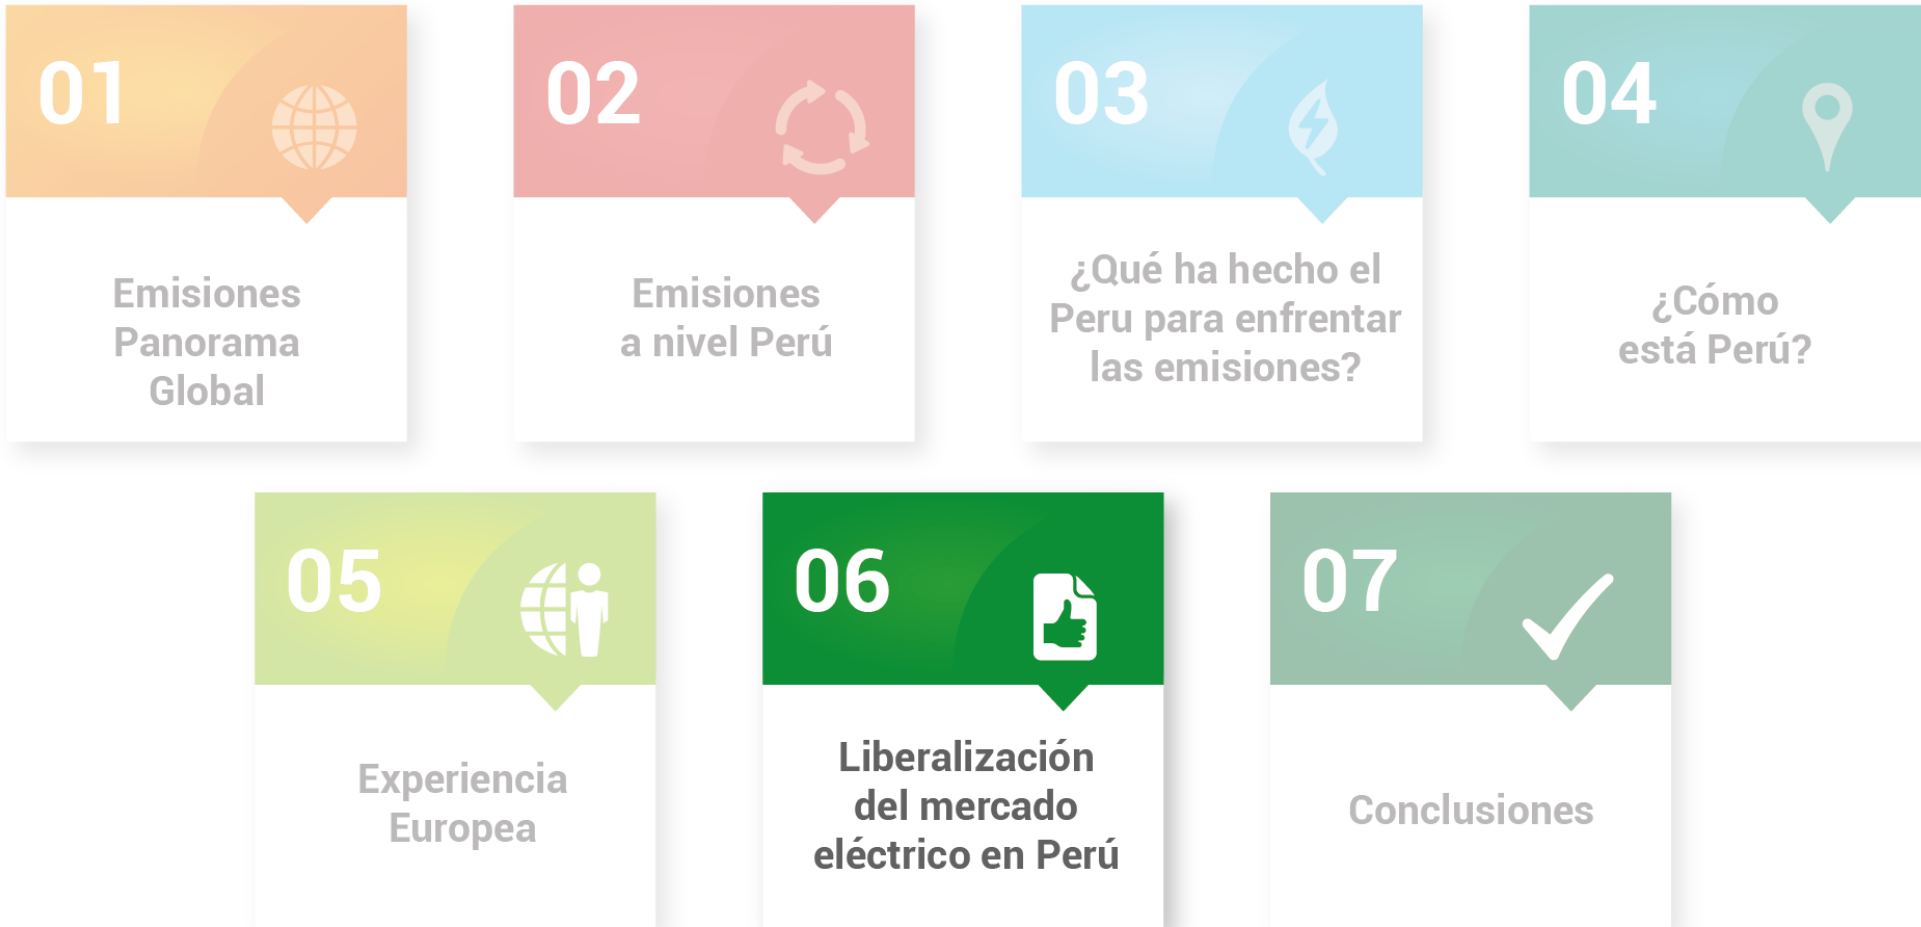 01
Emisiones
Panorama
Global
02
Emisiones
a nivel Perú
03
¿Qué ha hecho el
Peru para enfrentar
las emisiones?
04
¿Cómo
está Perú?
05
Experiencia
Europea
06
Liberalización
del mercado
eléctrico en Perú
07
Conclusiones